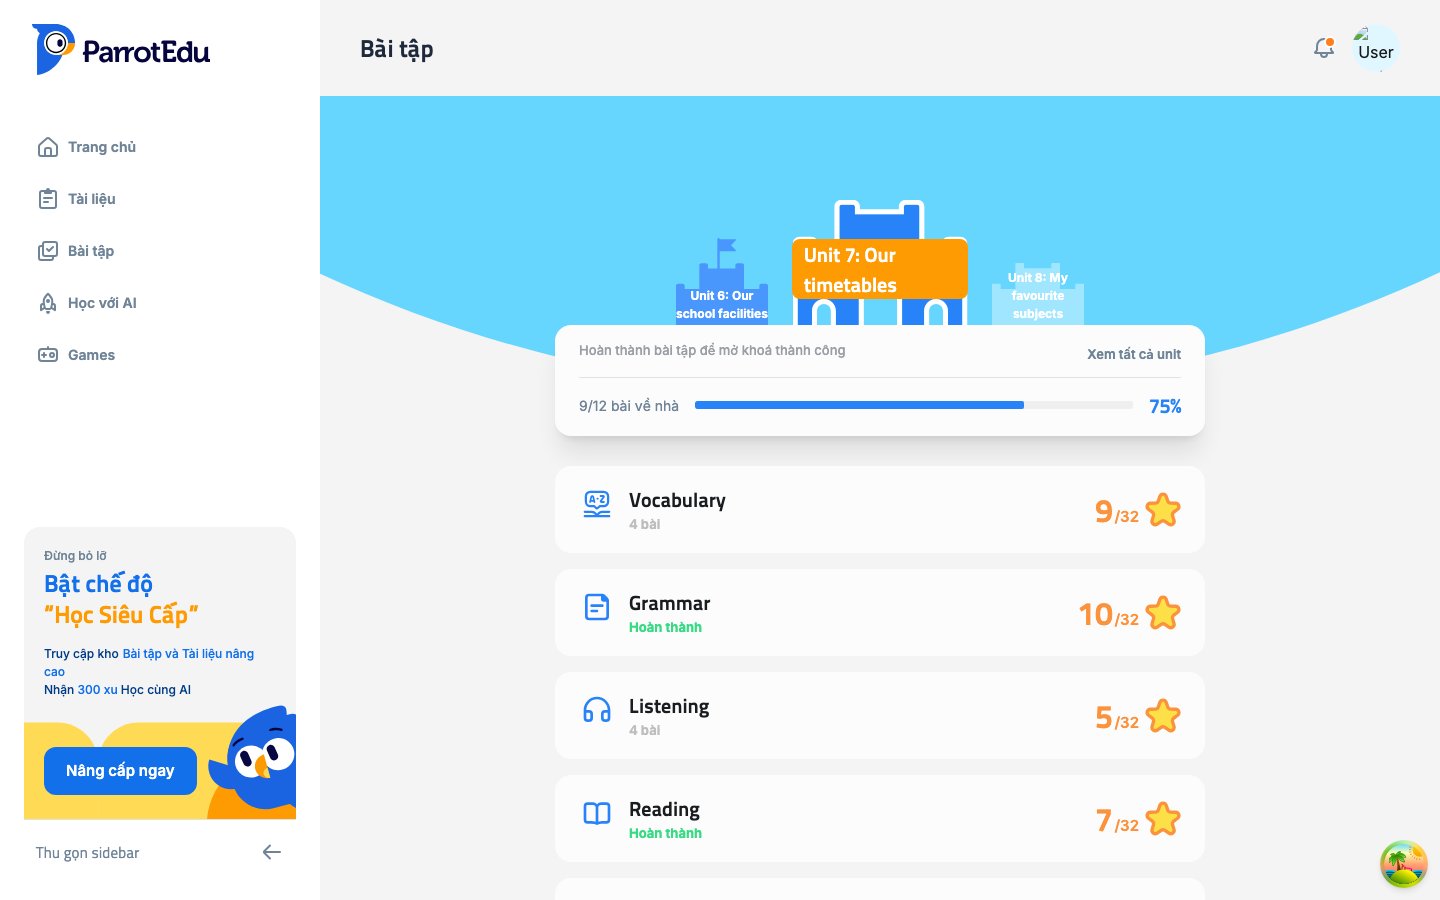 ParrotEdu
Trang chủ
Tài liệu
Bài tập
Học với AI
Games
Đừng bỏ lỡ
Bật chế độ
“Học Siêu Cấp”
Truy cập kho Bài tập và Tài liệu nâng
cao
Nhận 300 xu Học cùng AI
Nâng cấp ngay
Thu gọn sidebar
Bài tập
User
Unit 6: Our
school facilities
Unit 7: Our
timetables
Unit 8: My
favourite
subjects
Hoàn thành bài tập để mở khoá thành công
Xem tất cả unit
9/12 bài về nhà
75%
A-Z
Vocabulary
4 bài
9/32
Grammar
Hoàn thành
10/32
Listening
4 bài
5/32
Reading
Hoàn thành
7/32